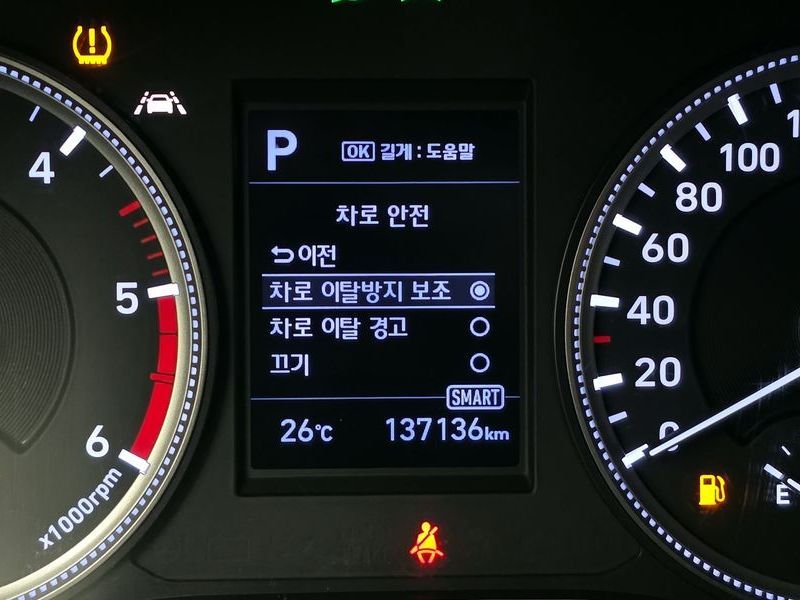 P
OK 길게 : 도움말
차로 안전
이전
차로 이탈방지 보조
차로 이탈 경고
끄기
SMART
26℃ 137136km
4
5
6
x1000rpm
100
80
60
40
20
0
E